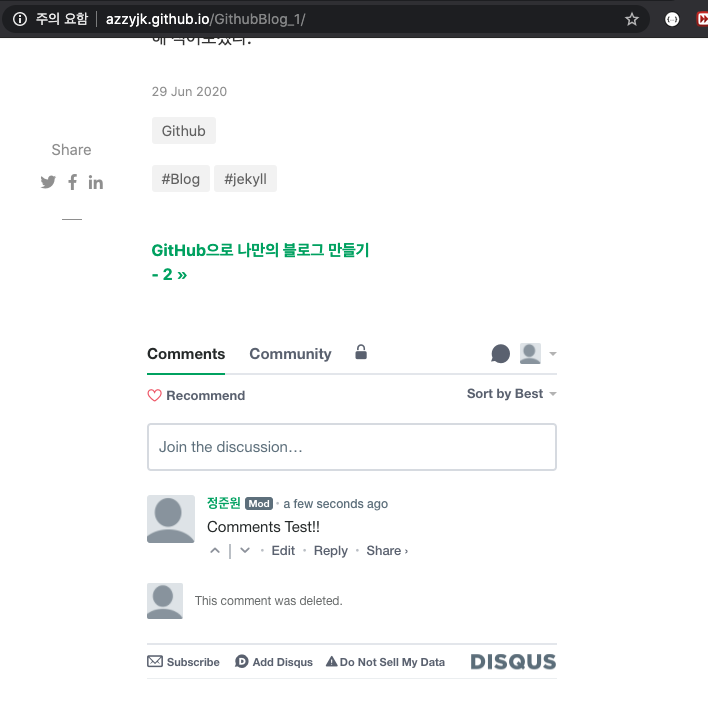 주의 요함 azzyjk.github.io/GithubBlog_1/
29 Jun 2020
Github
Share
#Blog #jekyll
GitHub으로 나만의 블로그 만들기
- 2 »
Comments Community
Recommend Sort by Best
Join the discussion...
정준원 Mod • a few seconds ago
Comments Test!!
Edit • Reply • Share ›
This comment was deleted.
Subscribe Add Disqus Do Not Sell My Data DISQUS